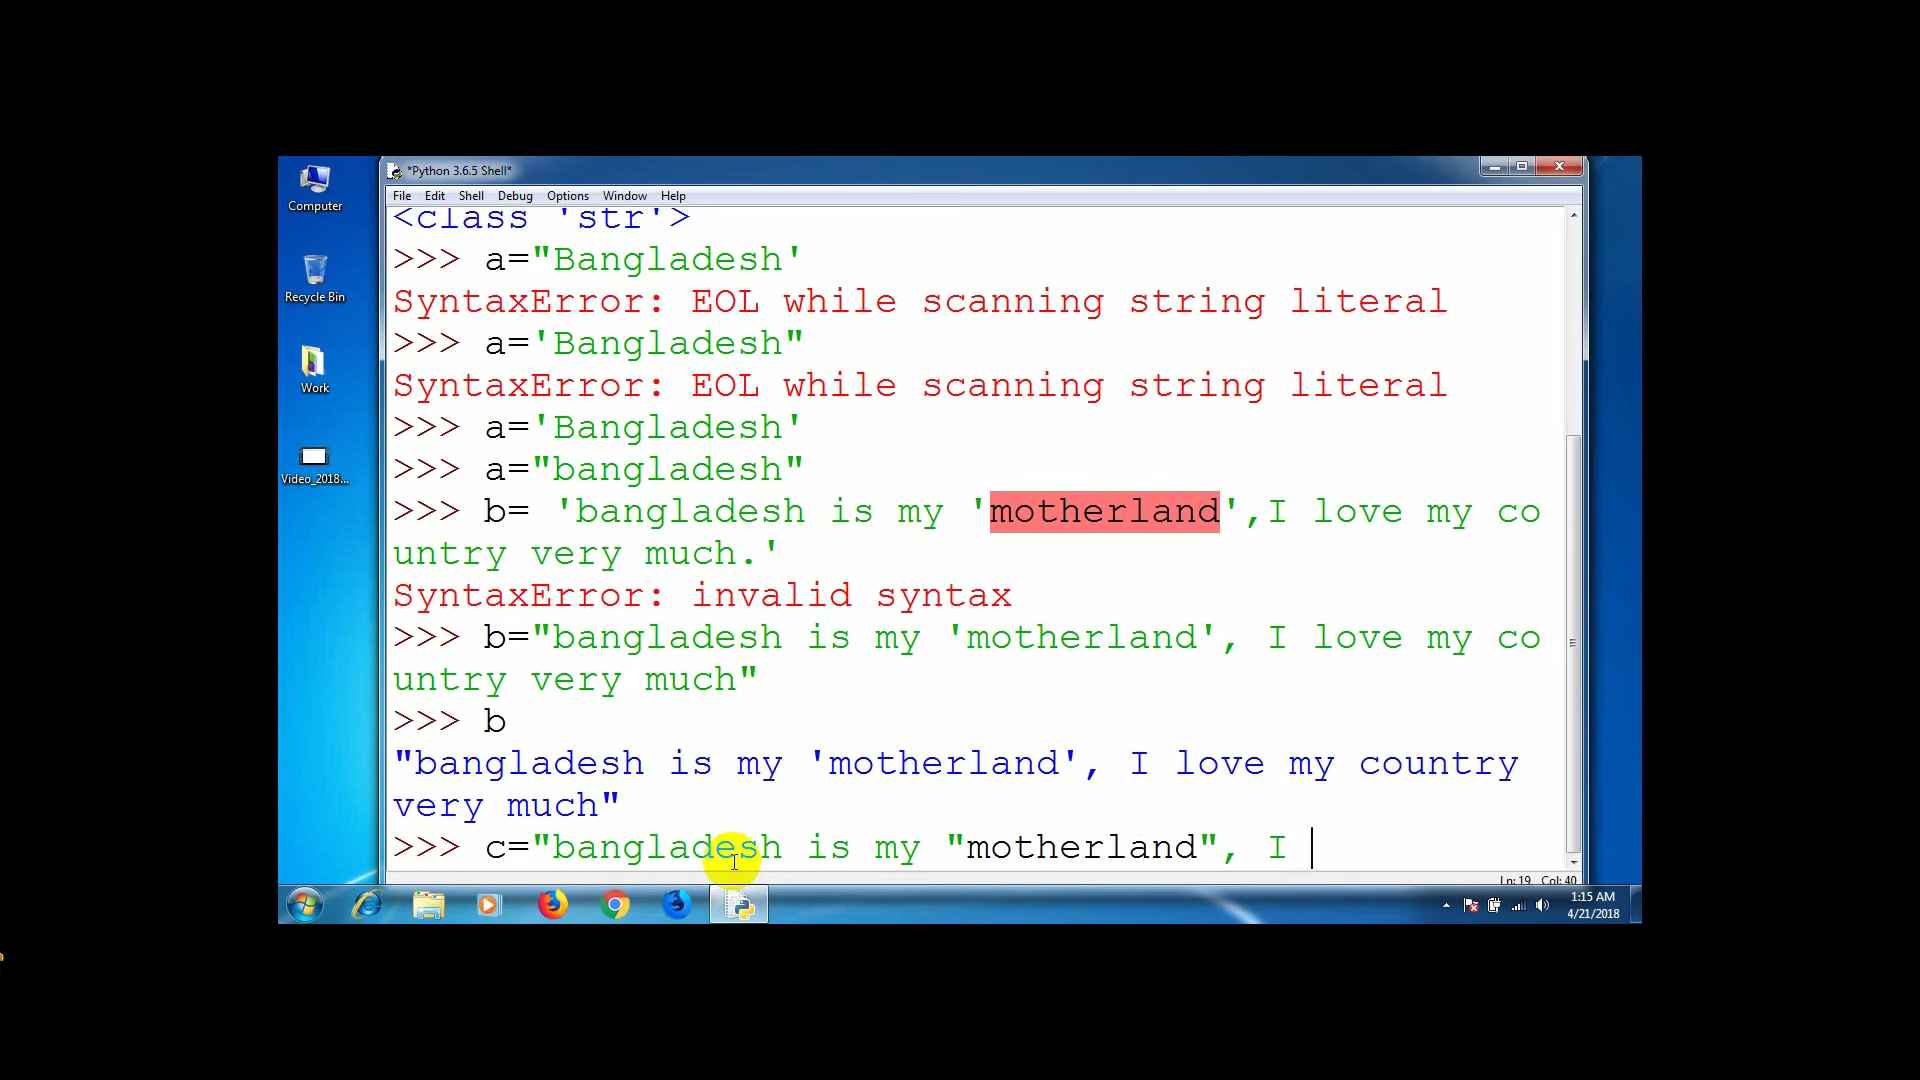 *Python 3.6.5 Shell*
File Edit Shell Debug Options Window Help
Computer
Recycle Bin
Work
Video_2018...
<class 'str'>
>>> a="Bangladesh'
SyntaxError: EOL while scanning string literal
>>> a='Bangladesh"
SyntaxError: EOL while scanning string literal
>>> a='Bangladesh'
>>> a="bangladesh"
>>> b= 'bangladesh is my 'motherland',I love my co
untry very much.'
SyntaxError: invalid syntax
>>> b="bangladesh is my 'motherland', I love my co
untry very much"
>>> b
"bangladesh is my 'motherland', I love my country
very much"
>>> c="bangladesh is my "motherland", I
Ln: 19 Col: 40
1:15 AM
4/21/2018